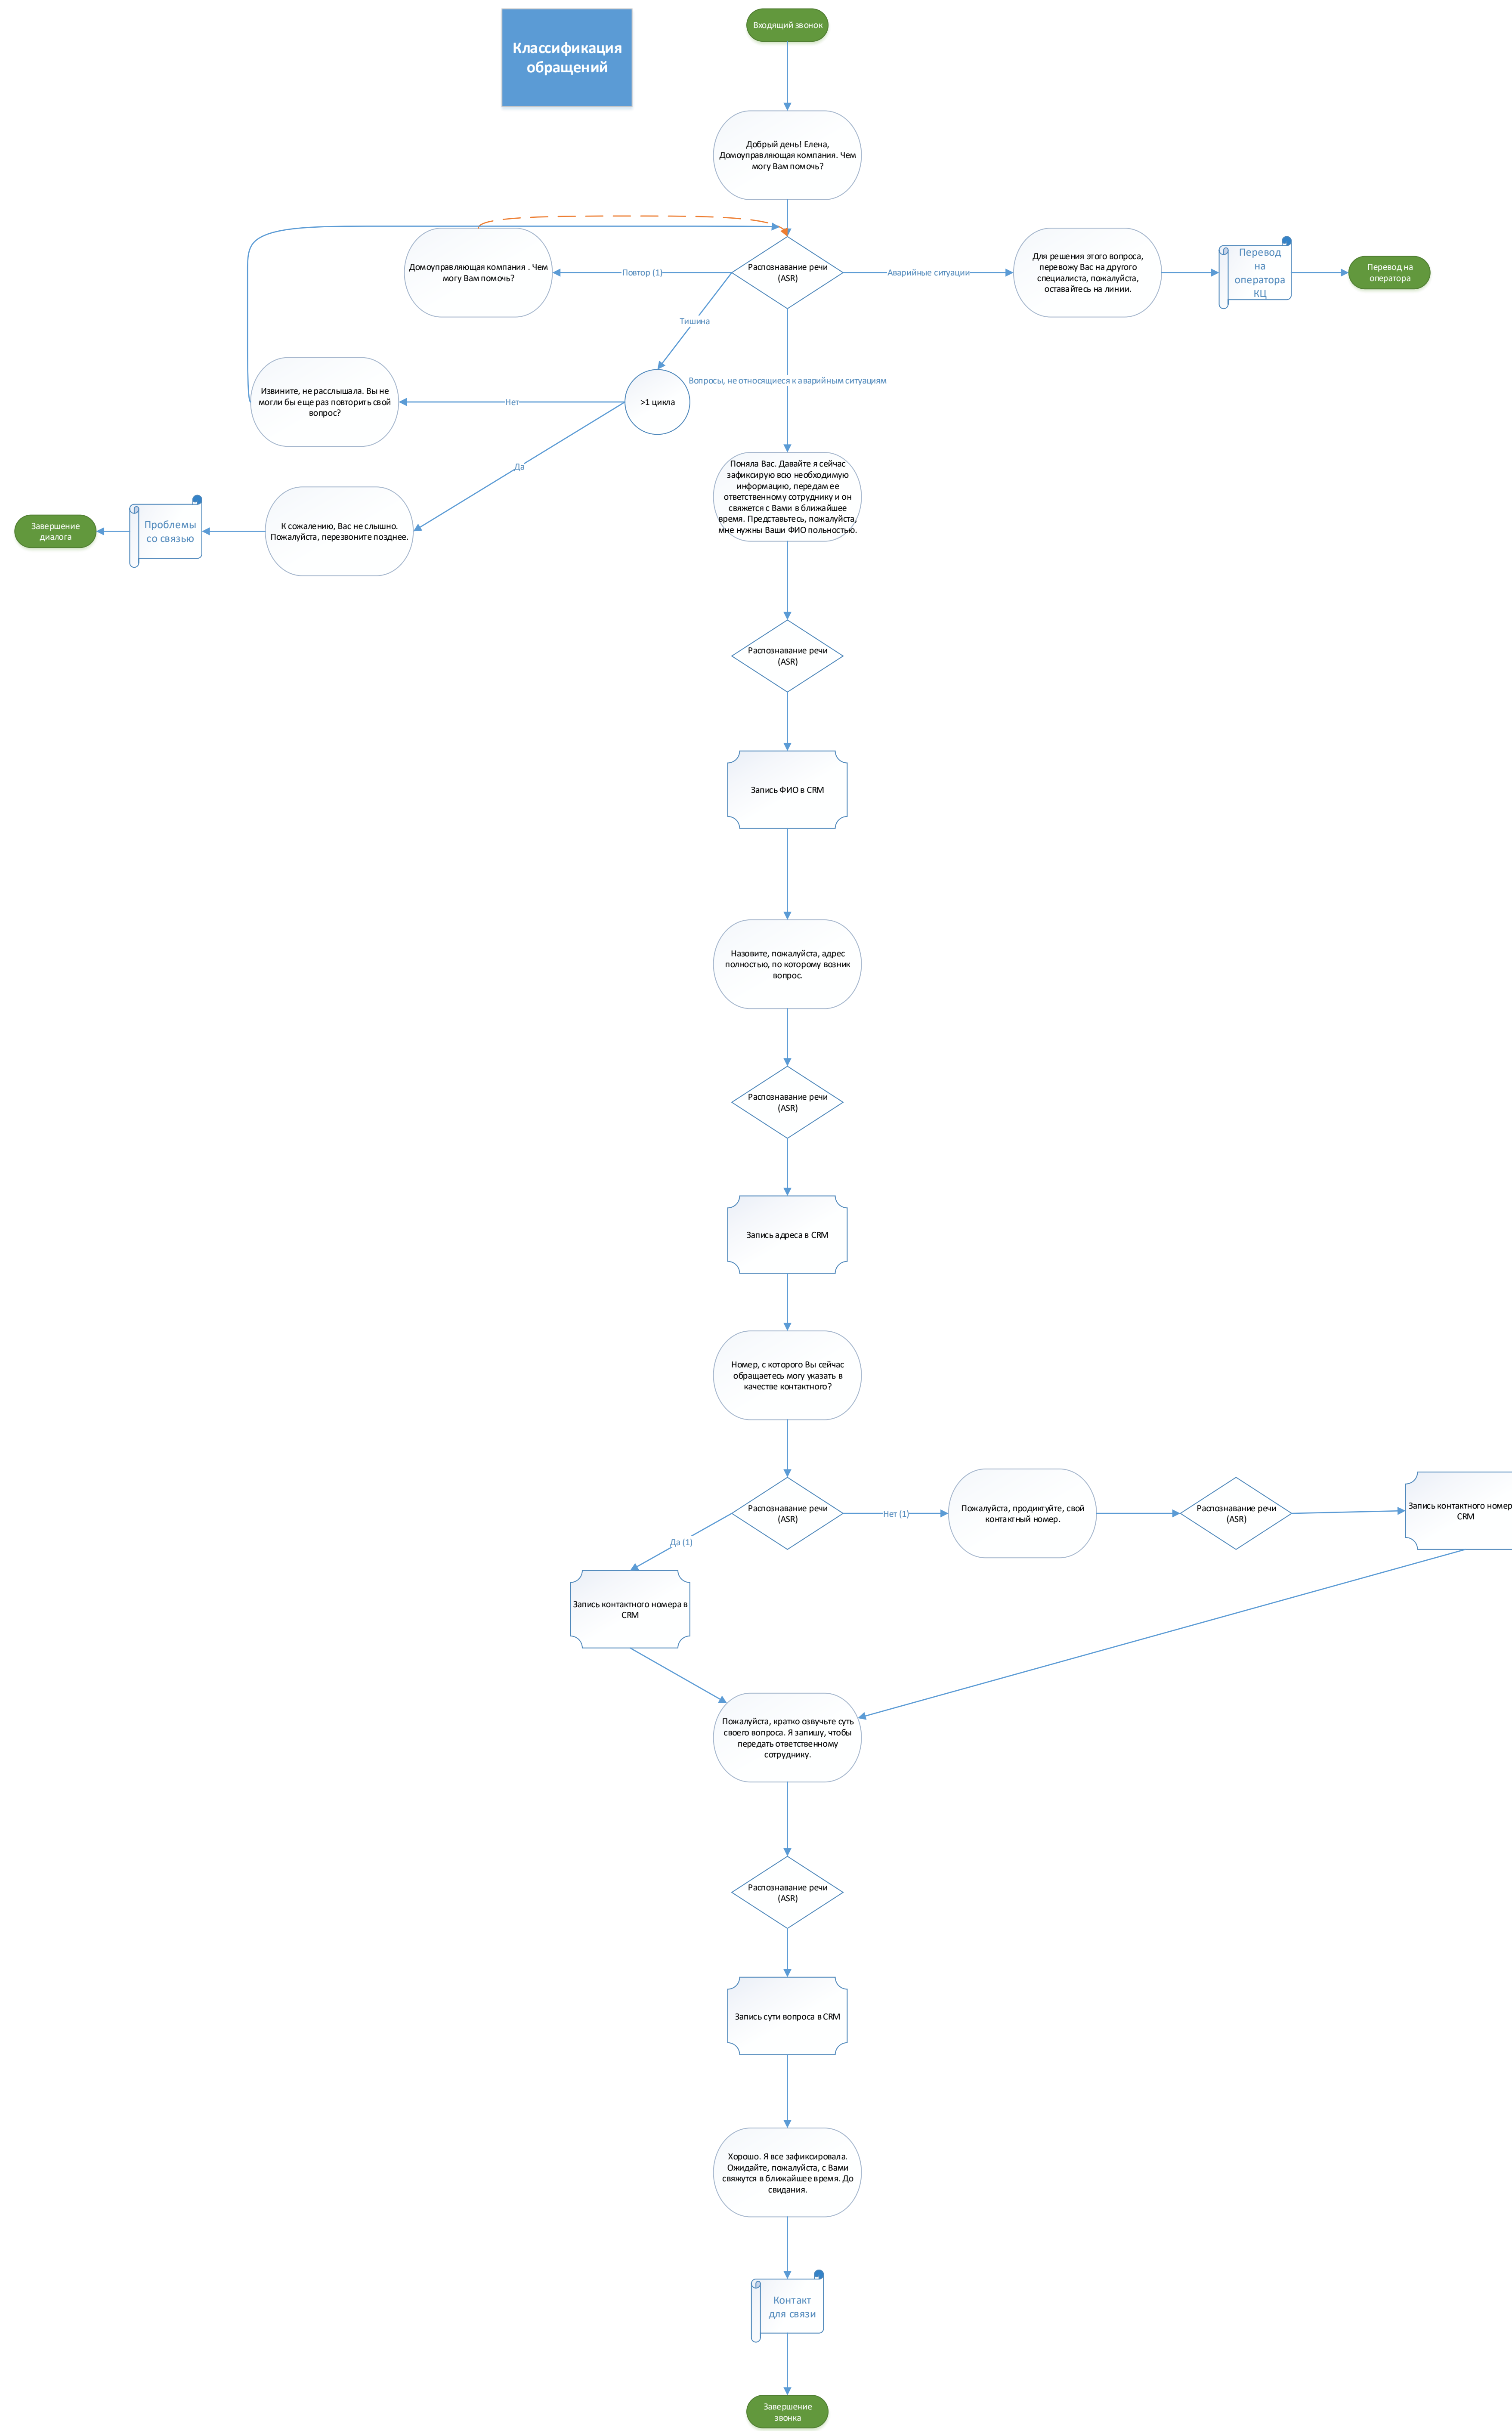 Классификация
обращений
Входящий звонок
Добрый день! Елена,
Домоуправляющая компания. Чем
могу Вам помочь?
Домоуправляющая компания . Чем
могу Вам помочь?
Повтор (1)
Распознавание речи
(ASR)
Аварийные ситуации
Для решения этого вопроса,
перевожу Вас на другого
специалиста, пожалуйста,
оставайтесь на линии.
Перевод
на
оператора
КЦ
Перевод на
оператора
Тишина
Вопросы, не относящиеся к аварийным ситуациям
Извините, не расслышала. Вы не
могли бы еще раз повторить свой
вопрос?
Нет
>1 цикла
Да
Поняла Вас. Давайте я сейчас
зафиксирую всю необходимую
информацию, передам ее
ответственному сотруднику и он
свяжется с Вами в ближайшее
время. Представьтесь, пожалуйста,
мне нужны Ваши ФИО полностью.
Завершение
диалога
Проблемы
со связью
К сожалению, Вас не слышно.
Пожалуйста, перезвоните позднее.
Распознавание речи
(ASR)
Запись ФИО в CRM
Назовите, пожалуйста, адрес
полностью, по которому возник
вопрос.
Распознавание речи
(ASR)
Запись адреса в CRM
Номер, с которого Вы сейчас
обращаетесь могу указать в
качестве контактного?
Распознавание речи
(ASR)
Нет (1)
Пожалуйста, продиктуйте, свой
контактный номер.
Распознавание речи
(ASR)
Запись контактного номер
CRM
Да (1)
Запись контактного номера в
CRM
Пожалуйста, кратко озвучьте суть
своего вопроса. Я запишу, чтобы
передать ответственному
сотруднику.
Распознавание речи
(ASR)
Запись сути вопроса в CRM
Хорошо. Я все зафиксировала.
Ожидайте, пожалуйста, с Вами
свяжутся в ближайшее время. До
свидания.
Контакт
для связи
Завершение
звонка